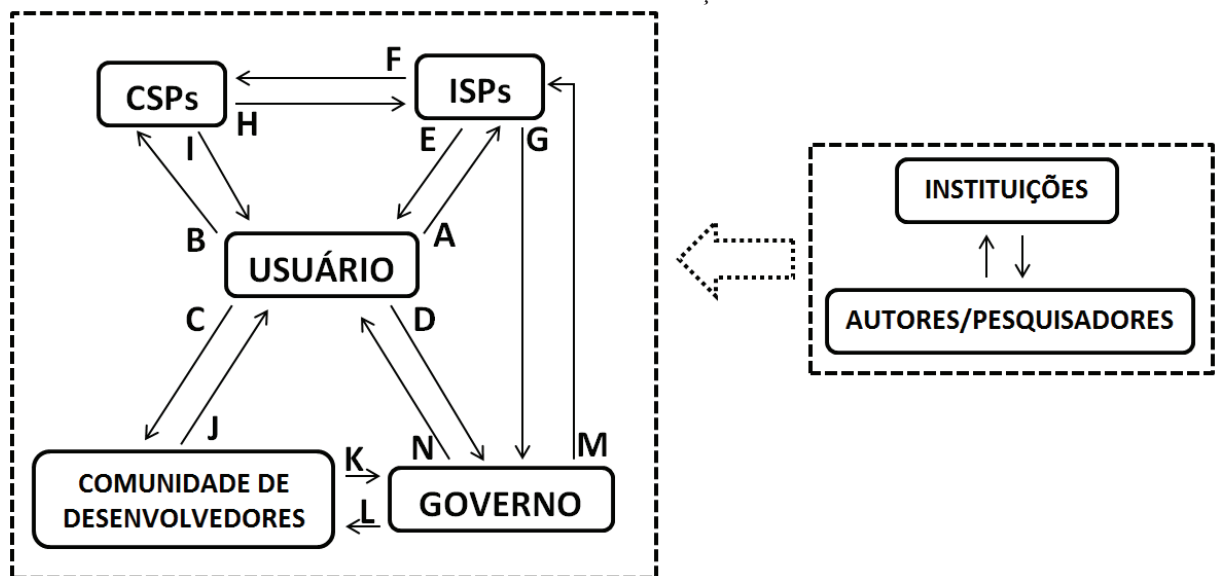 F
CSPs
ISPs
H
I
E
G
INSTITUIÇÕES
B
A
USUÁRIO
C
D
AUTORES/PESQUISADORES
J
N
M
K
COMUNIDADE DE
DESENVOLVEDORES
L
GOVERNO